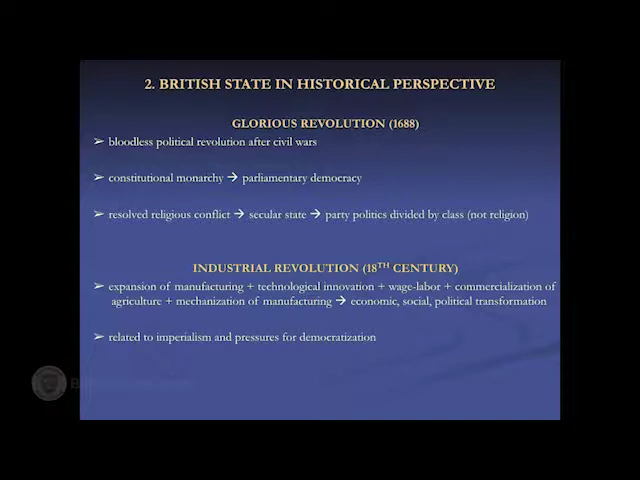 2. BRITISH STATE IN HISTORICAL PERSPECTIVE
GLORIOUS REVOLUTION (1688)
➢ bloodless political revolution after civil wars
➢ constitutional monarchy → parliamentary democracy
➢ resolved religious conflict → secular state → party politics divided by class (not religion)
INDUSTRIAL REVOLUTION (18TH CENTURY)
➢ expansion of manufacturing + technological innovation + wage-labor + commercialization of
agriculture + mechanization of manufacturing → economic, social, political transformation
➢ related to imperialism and pressures for democratization